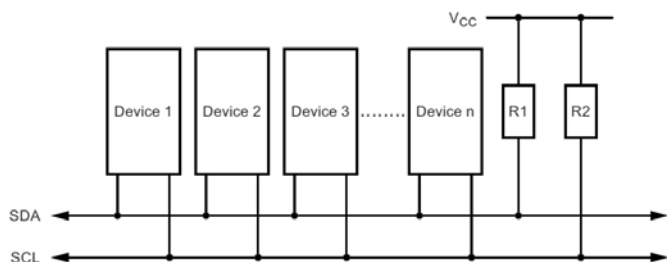 VCC
Device 1 Device 2 Device 3 ........ Device n R1 R2
SDA
SCL